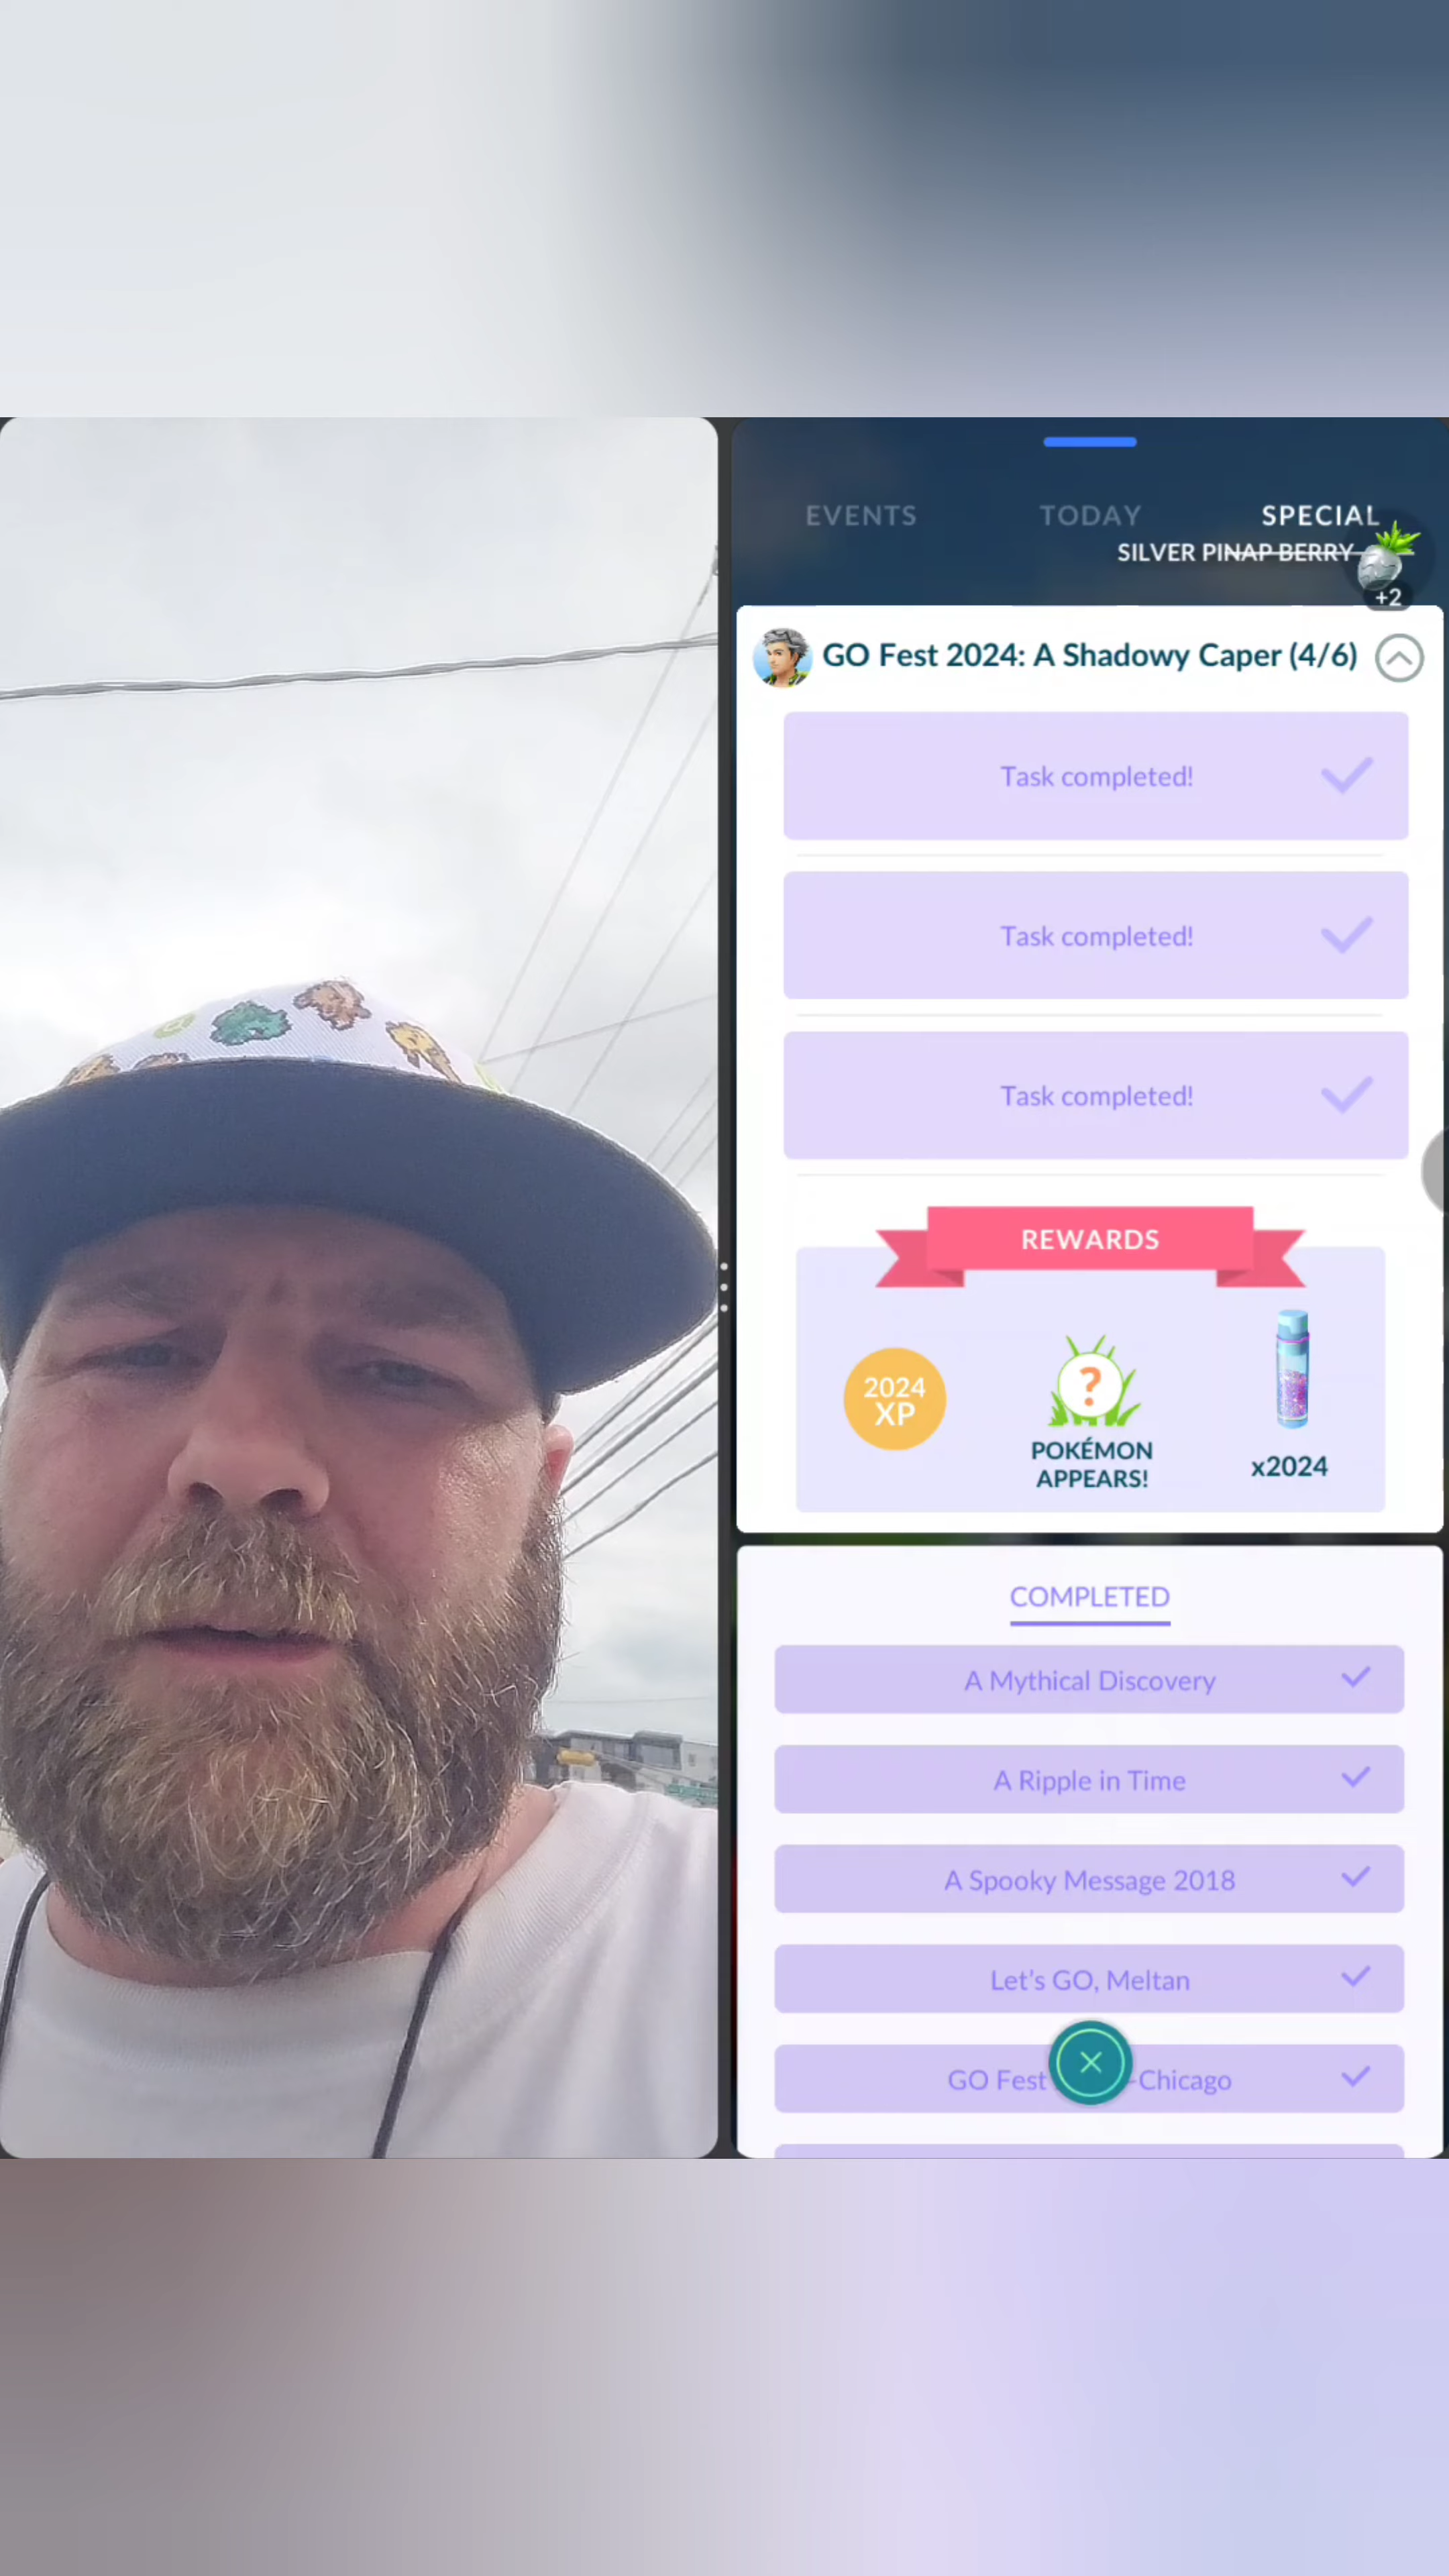 EVENTS
TODAY
SPECIAL
SILVER PINAP BERRY
+2
GO Fest 2024: A Shadowy Caper (4/6)
Task completed!
Task completed!
Task completed!
REWARDS
2024
XP
?
POKÉMON
APPEARS!
x2024
COMPLETED
A Mythical Discovery
A Ripple in Time
A Spooky Message 2018
Let's GO, Meltan
GO Fest
-Chicago